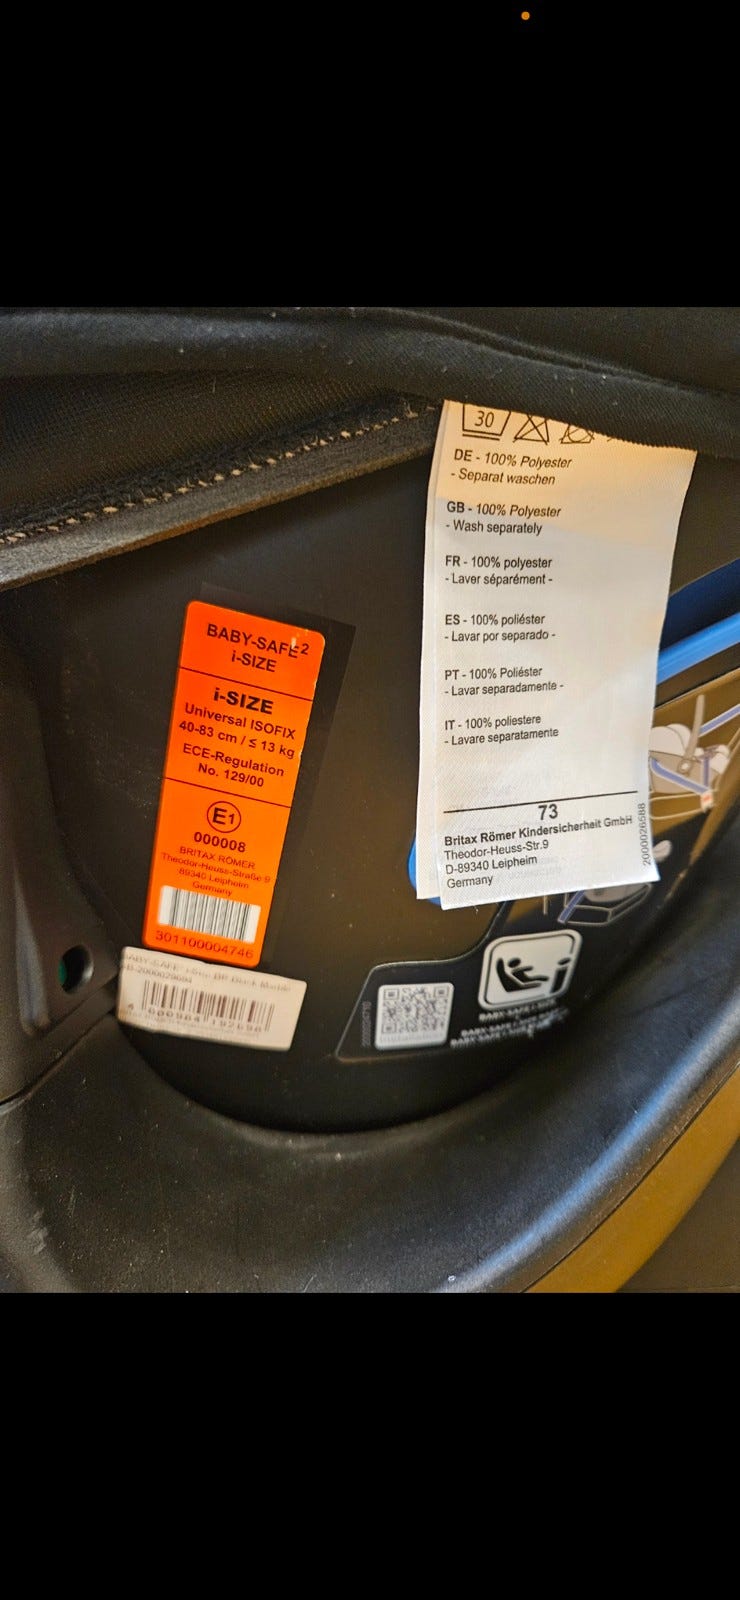 BABY-SAFE2
i-SIZE
i-SIZE
Universal ISOFIX
40-83 cm / ≤ 13 kg
ECE-Regulation
No. 129/00
E1
000008
BRITAX RÖMER
Theodor-Heuss-Straße 9
89340 Leipheim
Germany
301100004746
30
DE - 100% Polyester
- Separat waschen
GB - 100% Polyester
- Wash separately
FR - 100% polyester
- Laver séparément -
ES - 100% poliéster
- Lavar por separado -
PT - 100% Poliéster
- Lavar separadamente -
IT - 100% poliestere
- Lavare separatamente
73
Britax Römer Kindersicherheit GmbH
Theodor-Heuss-Str.9
D-89340 Leipheim
Germany
2000026588
BABY-SAFE